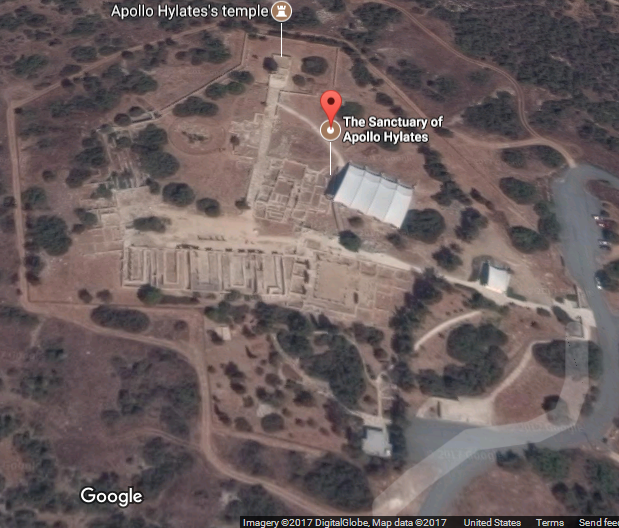 Apollo Hylates's temple
The Sanctuary of
Apollo Hylates
Google
Imagery ©2017 DigitalGlobe, Map data ©2017 United States Terms Send fee